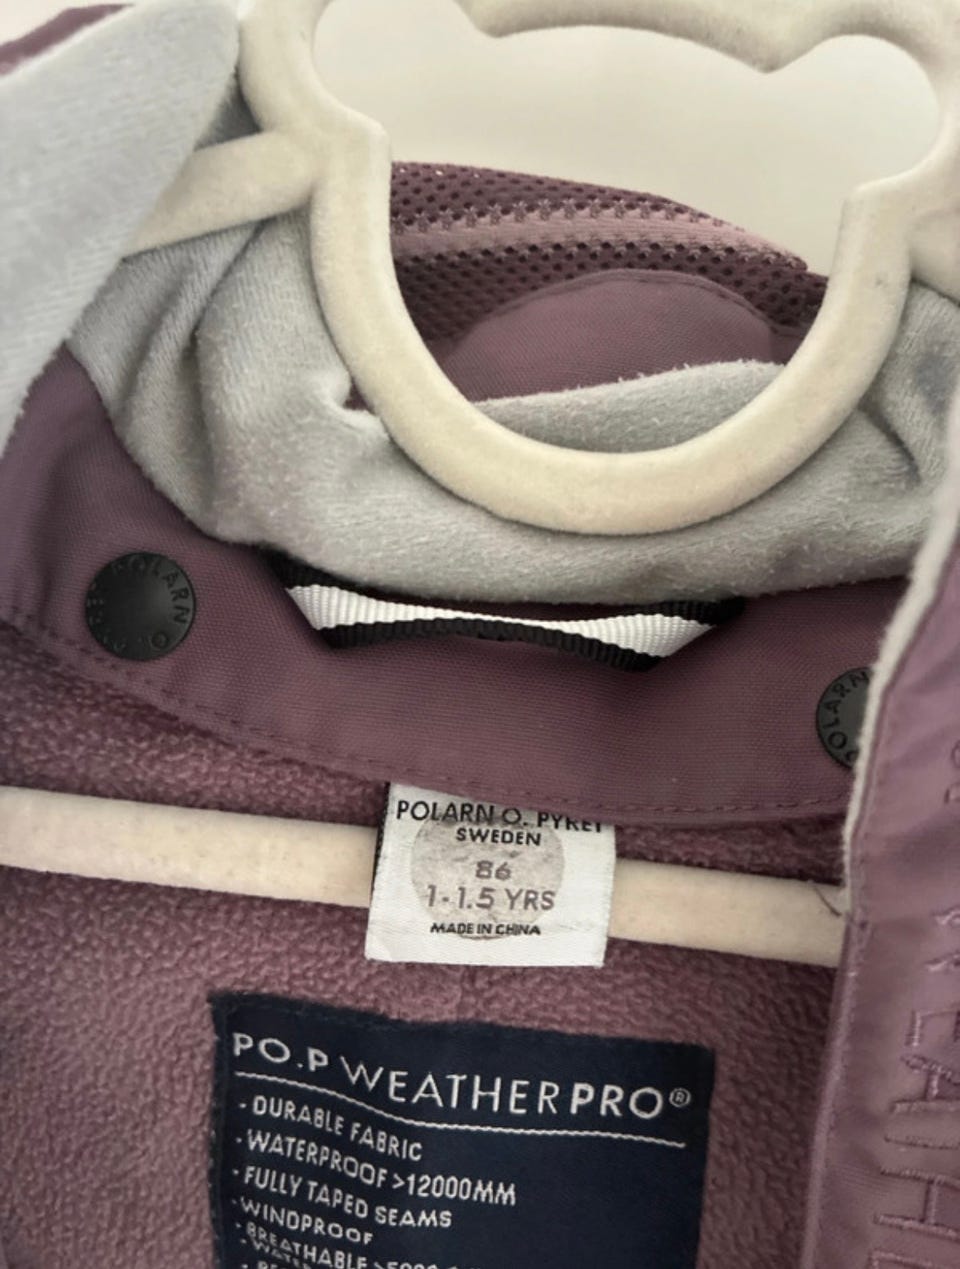 POLARN O.
POLARN
POLARN O. PYRET
SWEDEN
86
1-1.5 YRS
MADE IN CHINA
PO.P WEATHERPRO®
- DURABLE FABRIC
- WATERPROOF >12000MM
- FULLY TAPED SEAMS
- WINDPROOF
- BREATHABLE